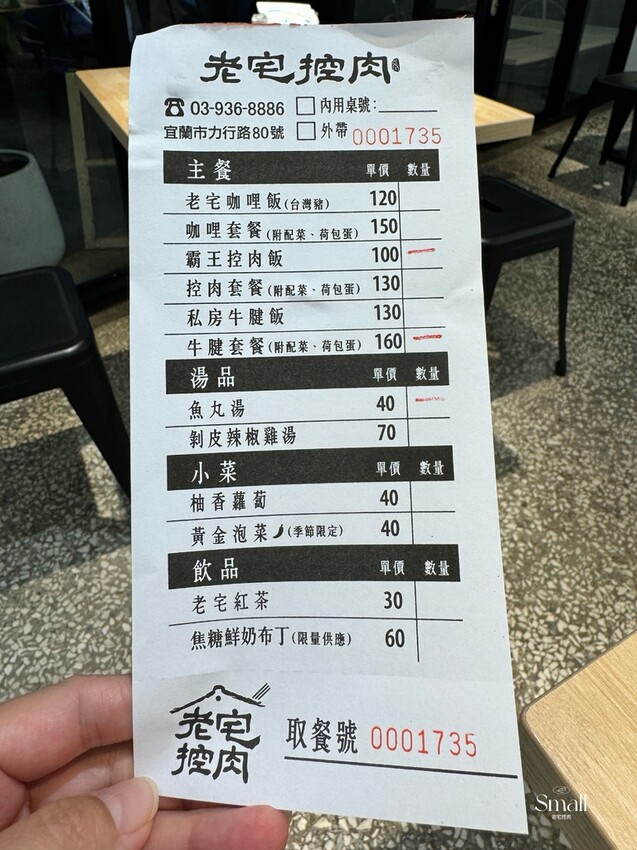 老宅控肉
☎ 03-936-8886 □ 內用桌號：
宜蘭市力行路80號 □ 外帶 0001735
主餐 單價 數量
老宅咖哩飯(台灣豬) 120
咖哩套餐(附配菜、荷包蛋) 150
霸王控肉飯 100 一
控肉套餐(附配菜、荷包蛋) 130
私房牛腱飯 130
牛腱套餐(附配菜、荷包蛋) 160 一
湯品 單價 數量
魚丸湯 40 一
剝皮辣椒雞湯 70
小菜 單價 數量
柚香蘿蔔 40
黃金泡菜(季節限定) 40
飲品 單價 數量
老宅紅茶 30
焦糖鮮奶布丁(限量供應) 60
老宅
控肉
取餐號 0001735
Small
老宅控肉